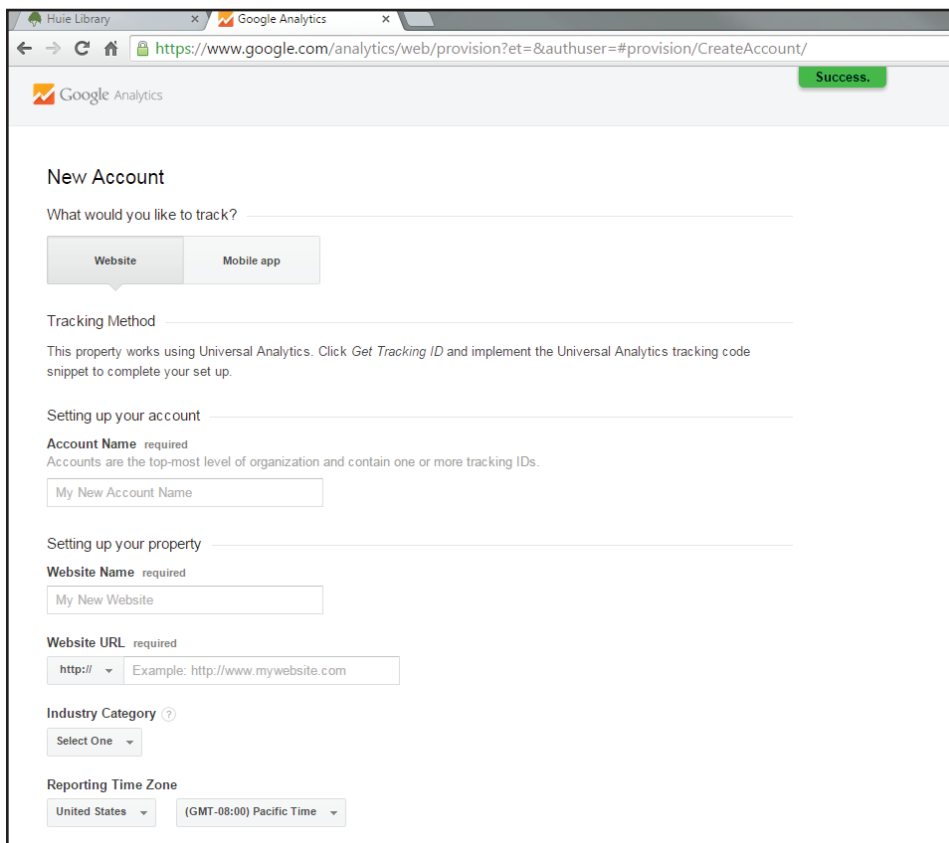 Huie Library × Google Analytics ×
https://www.google.com/analytics/web/provision?et=&authuser=#provision/CreateAccount/
Success.
Google Analytics
New Account
What would you like to track?
Website Mobile app
Tracking Method
This property works using Universal Analytics. Click Get Tracking ID and implement the Universal Analytics tracking code
snippet to complete your set up.
Setting up your account
Account Name required
Accounts are the top-most level of organization and contain one or more tracking IDs.
My New Account Name
Setting up your property
Website Name required
My New Website
Website URL required
http:// Example: http://www.mywebsite.com
Industry Category ?
Select One
Reporting Time Zone
United States (GMT-08:00) Pacific Time